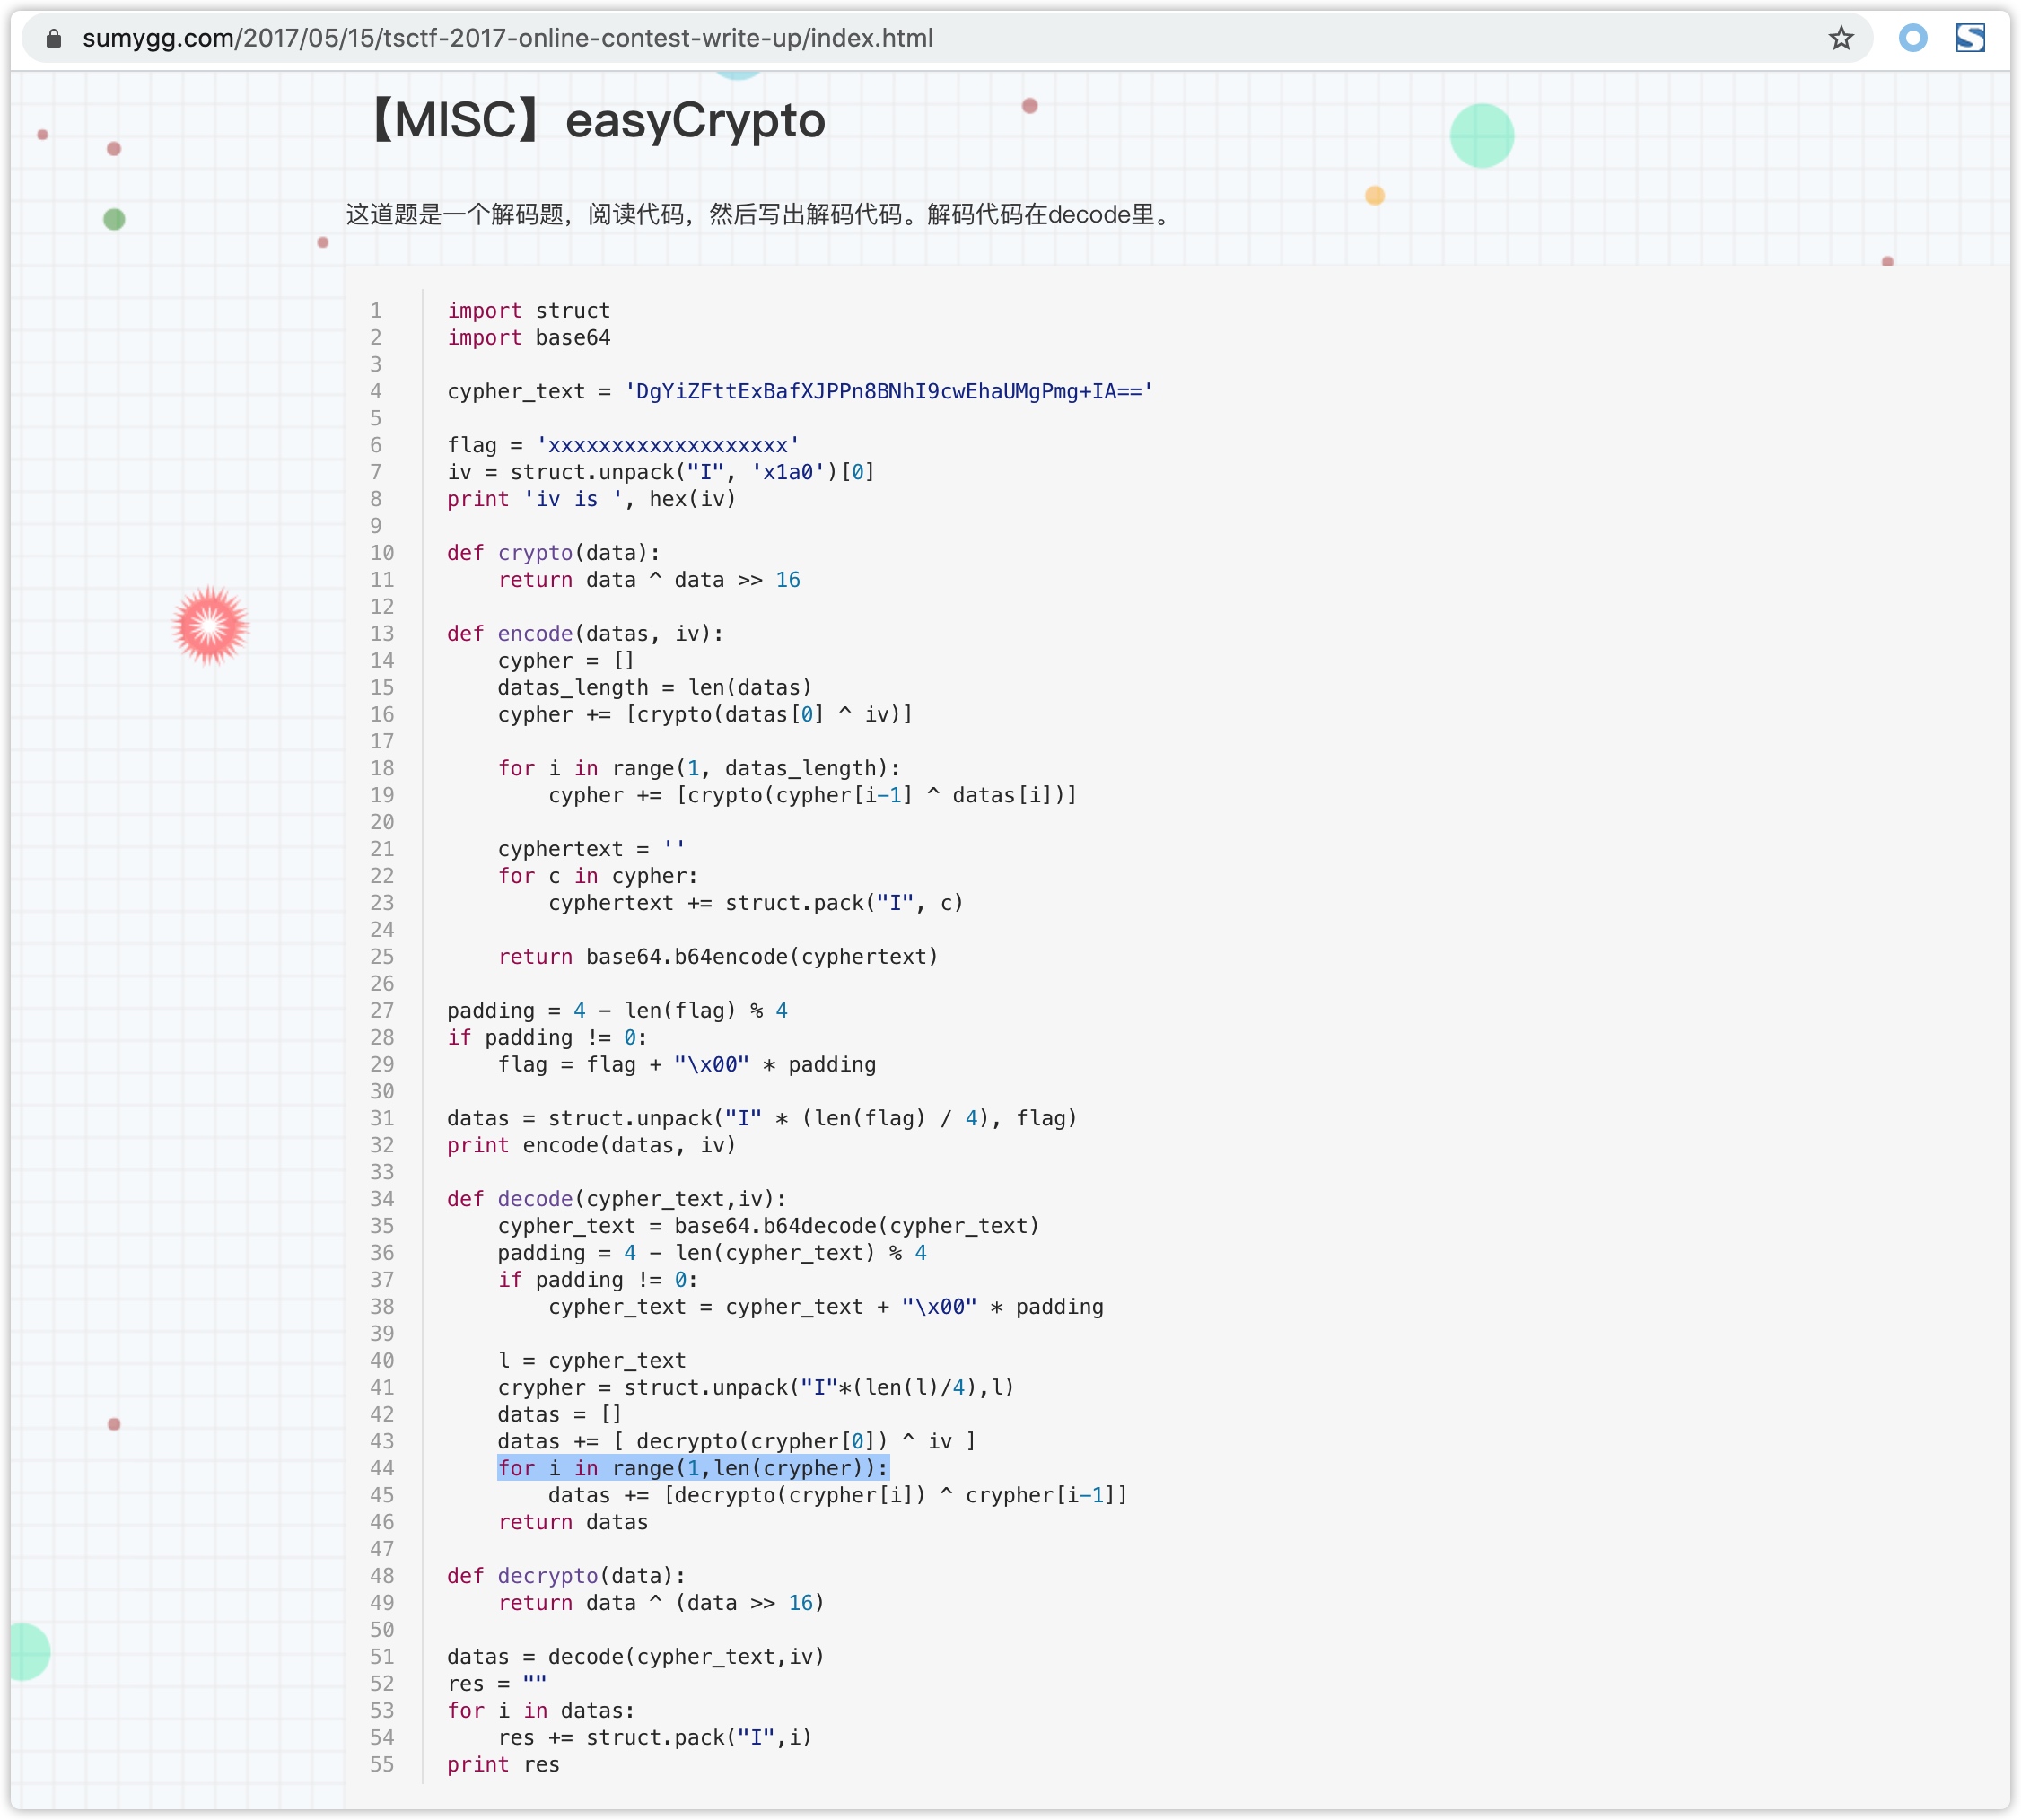 sumygg.com/2017/05/15/tsctf-2017-online-contest-write-up/index.html
【MISC】easyCrypto
这道题是一个解码题，阅读代码，然后写出解码代码。解码代码在decode里。
1 import struct
2 import base64
3
4 cypher_text = 'DgYiZFttExBafXJPPn8BNhI9cwEhaUMgPmg+IA=='
5
6 flag = 'xxxxxxxxxxxxxxxxxxx'
7 iv = struct.unpack("I", 'x1a0')[0]
8 print 'iv is ', hex(iv)
9
10 def crypto(data):
11     return data ^ data >> 16
12
13 def encode(datas, iv):
14     cypher = []
15     datas_length = len(datas)
16     cypher += [crypto(datas[0] ^ iv)]
17
18     for i in range(1, datas_length):
19         cypher += [crypto(cypher[i-1] ^ datas[i])]
20
21     cyphertext = ''
22     for c in cypher:
23         cyphertext += struct.pack("I", c)
24
25     return base64.b64encode(cyphertext)
26
27 padding = 4 - len(flag) % 4
28 if padding != 0:
29     flag = flag + "\x00" * padding
30
31 datas = struct.unpack("I" * (len(flag) / 4), flag)
32 print encode(datas, iv)
33
34 def decode(cypher_text,iv):
35     cypher_text = base64.b64decode(cypher_text)
36     padding = 4 - len(cypher_text) % 4
37     if padding != 0:
38         cypher_text = cypher_text + "\x00" * padding
39
40     l = cypher_text
41     crypher = struct.unpack("I"*(len(l)/4),l)
42     datas = []
43     datas += [ decrypto(crypher[0]) ^ iv ]
44     for i in range(1,len(crypher)):
45         datas += [decrypto(crypher[i]) ^ crypher[i-1]]
46     return datas
47
48 def decrypto(data):
49     return data ^ (data >> 16)
50
51 datas = decode(cypher_text,iv)
52 res = ""
53 for i in datas:
54     res += struct.pack("I",i)
55 print res